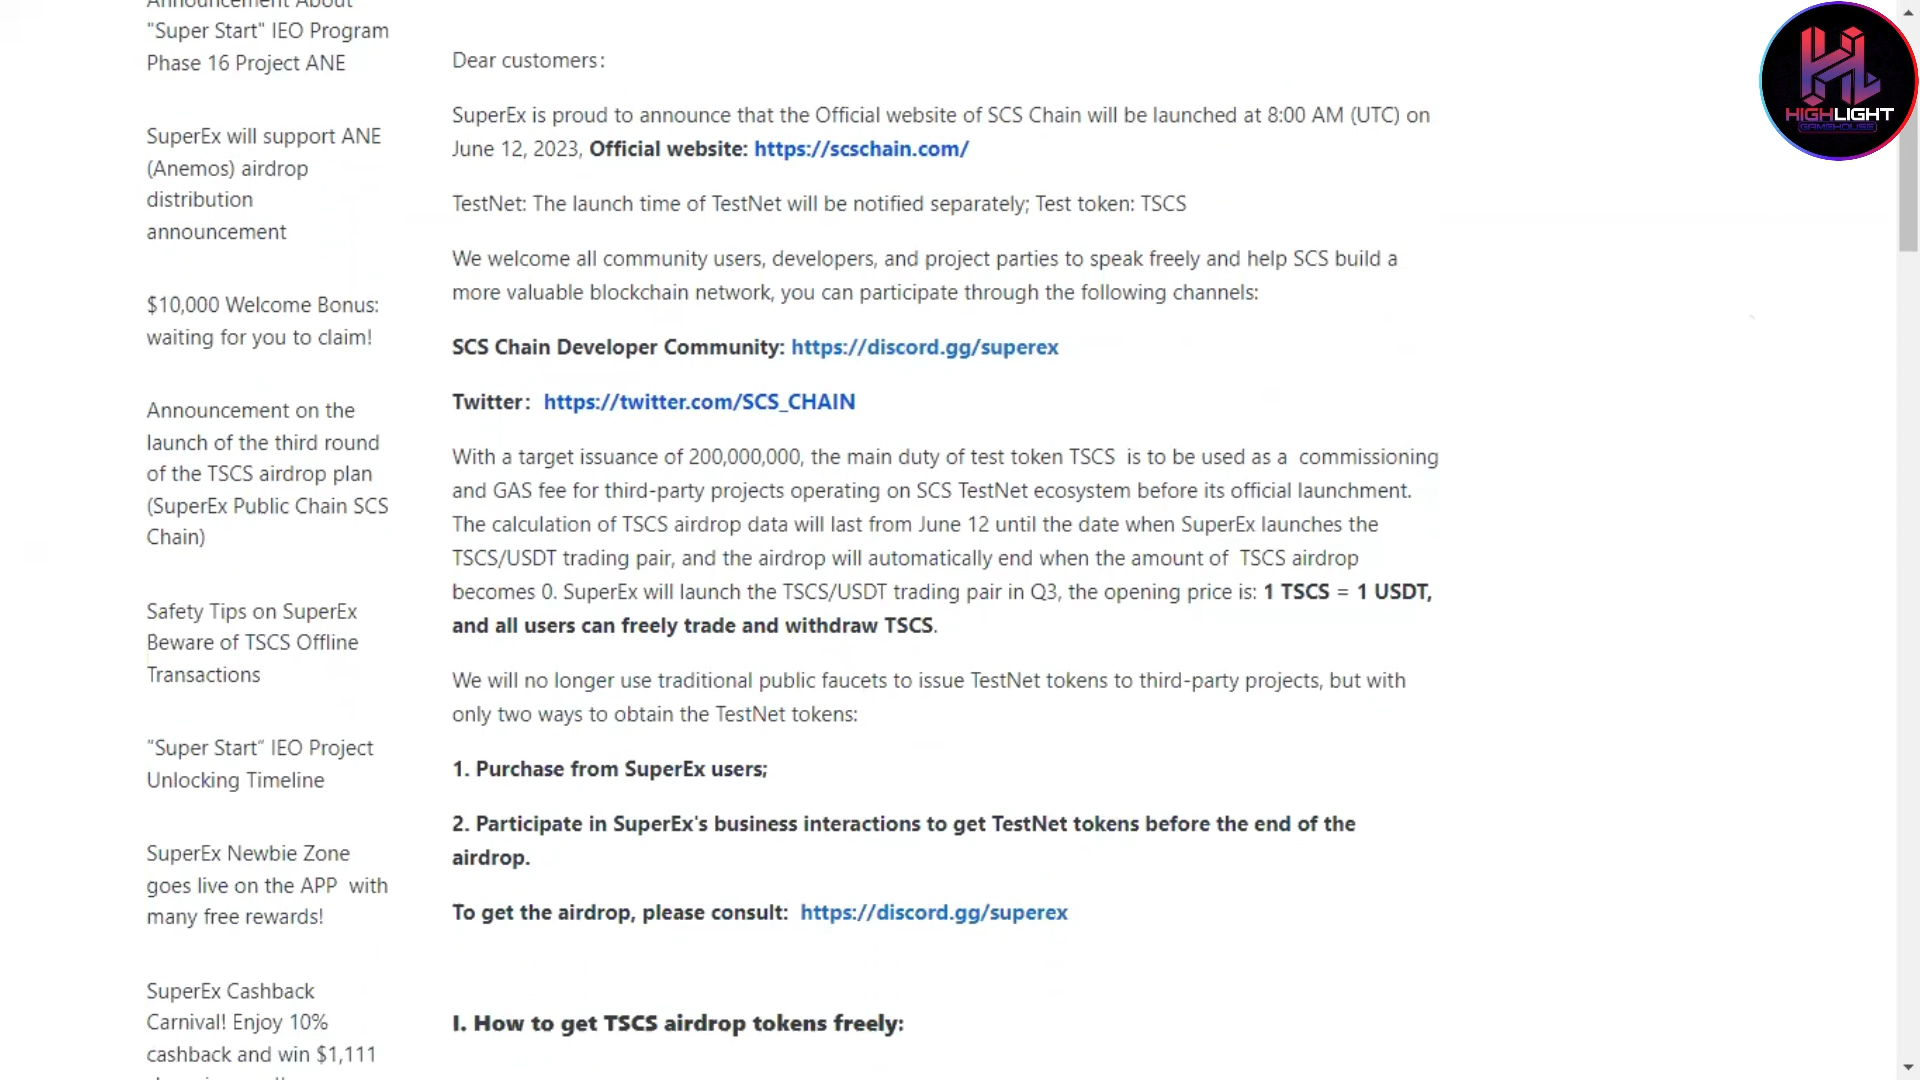 Announcement About
"Super Start" IEO Program
Phase 16 Project ANE
SuperEx will support ANE
(Anemos) airdrop
distribution
announcement
$10,000 Welcome Bonus:
waiting for you to claim!
Announcement on the
launch of the third round
of the TSCS airdrop plan
(SuperEx Public Chain SCS
Chain)
Safety Tips on SuperEx
Beware of TSCS Offline
Transactions
"Super Start" IEO Project
Unlocking Timeline
SuperEx Newbie Zone
goes live on the APP with
many free rewards!
SuperEx Cashback
Carnival! Enjoy 10%
cashback and win $1,111
Dear customers:
SuperEx is proud to announce that the Official website of SCS Chain will be launched at 8:00 AM (UTC) on
June 12, 2023, Official website: https://scschain.com/
TestNet: The launch time of TestNet will be notified separately; Test token: TSCS
We welcome all community users, developers, and project parties to speak freely and help SCS build a
more valuable blockchain network, you can participate through the following channels:
SCS Chain Developer Community: https://discord.gg/superex
Twitter: https://twitter.com/SCS_CHAIN
With a target issuance of 200,000,000, the main duty of test token TSCS is to be used as a commissioning
and GAS fee for third-party projects operating on SCS TestNet ecosystem before its official launchment.
The calculation of TSCS airdrop data will last from June 12 until the date when SuperEx launches the
TSCS/USDT trading pair, and the airdrop will automatically end when the amount of TSCS airdrop
becomes 0. SuperEx will launch the TSCS/USDT trading pair in Q3, the opening price is: 1 TSCS = 1 USDT,
and all users can freely trade and withdraw TSCS.
We will no longer use traditional public faucets to issue TestNet tokens to third-party projects, but with
only two ways to obtain the TestNet tokens:
1. Purchase from SuperEx users;
2. Participate in SuperEx's business interactions to get TestNet tokens before the end of the
airdrop.
To get the airdrop, please consult: https://discord.gg/superex
I. How to get TSCS airdrop tokens freely:
HIGHLIGHT
GAMEHOUSE